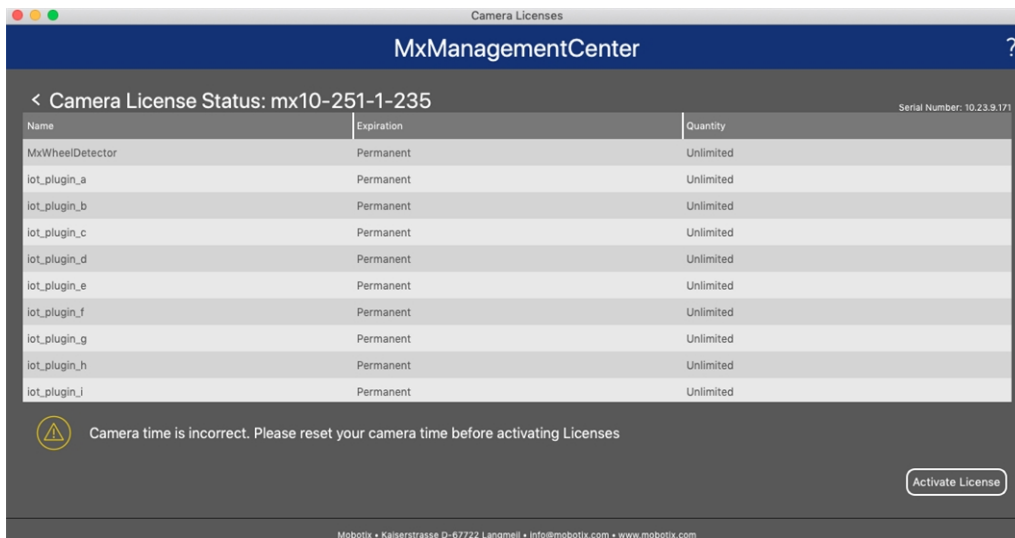 Camera Licenses
MxManagementCenter
?
< Camera License Status: mx10-251-1-235
Serial Number: 10.23.9.171
Name Expiration Quantity
MxWheelDetector Permanent Unlimited
iot_plugin_a Permanent Unlimited
iot_plugin_b Permanent Unlimited
iot_plugin_c Permanent Unlimited
iot_plugin_d Permanent Unlimited
iot_plugin_e Permanent Unlimited
iot_plugin_f Permanent Unlimited
iot_plugin_g Permanent Unlimited
iot_plugin_h Permanent Unlimited
iot_plugin_i Permanent Unlimited
Camera time is incorrect. Please reset your camera time before activating Licenses
Activate License
Mobotix • Kaiserstrasse D-67722 Langmeil • info@mobotix.com • www.mobotix.com